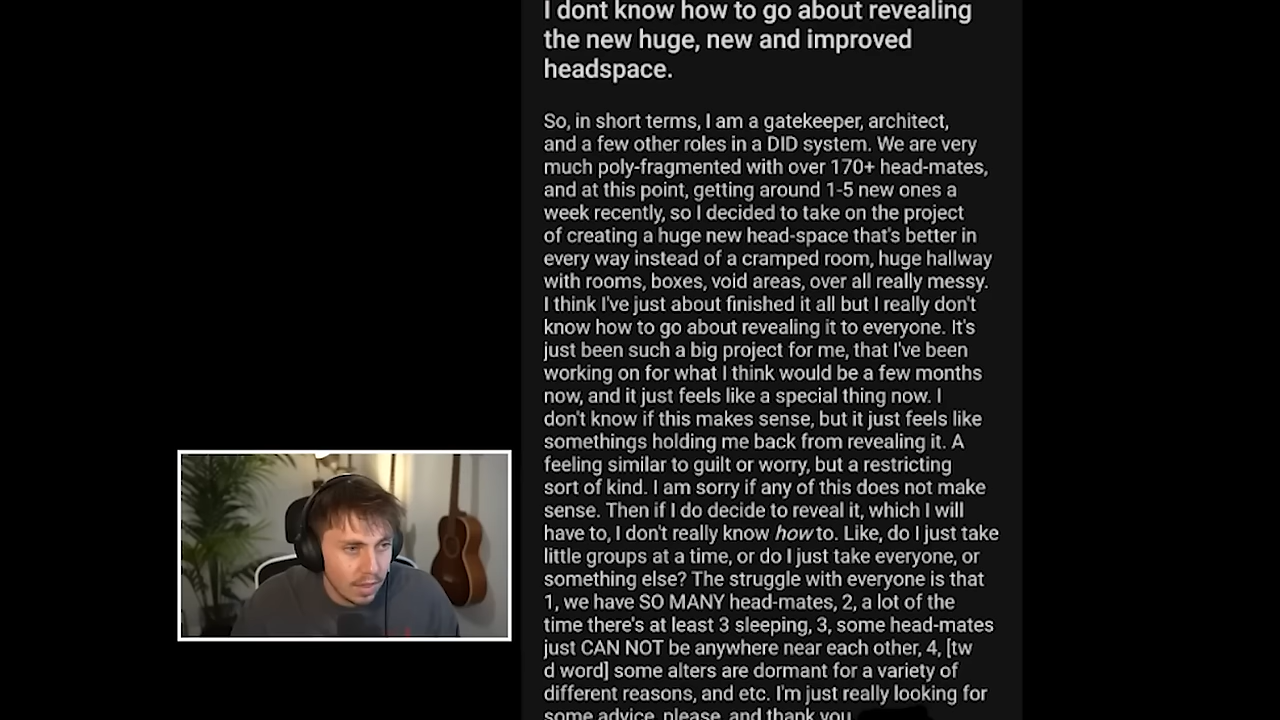 I dont know how to go about revealing
the new huge, new and improved
headspace.
So, in short terms, I am a gatekeeper, architect,
and a few other roles in a DID system. We are very
much poly-fragmented with over 170+ head-mates,
and at this point, getting around 1-5 new ones a
week recently, so I decided to take on the project
of creating a huge new head-space that's better in
every way instead of a cramped room, huge hallway
with rooms, boxes, void areas, over all really messy.
I think I've just about finished it all but I really don't
know how to go about revealing it to everyone. It's
just been such a big project for me, that I've been
working on for what I think would be a few months
now, and it just feels like a special thing now. I
don't know if this makes sense, but it just feels like
somethings holding me back from revealing it. A
feeling similar to guilt or worry, but a restricting
sort of kind. I am sorry if any of this does not make
sense. Then if I do decide to reveal it, which I will
have to, I don't really know how to. Like, do I just take
little groups at a time, or do I just take everyone, or
something else? The struggle with everyone is that
1, we have SO MANY head-mates, 2, a lot of the
time there's at least 3 sleeping, 3, some head-mates
just CAN NOT be anywhere near each other, 4, [tw
d word] some alters are dormant for a variety of
different reasons, and etc. I'm just really looking for
some advice, please, and thank you